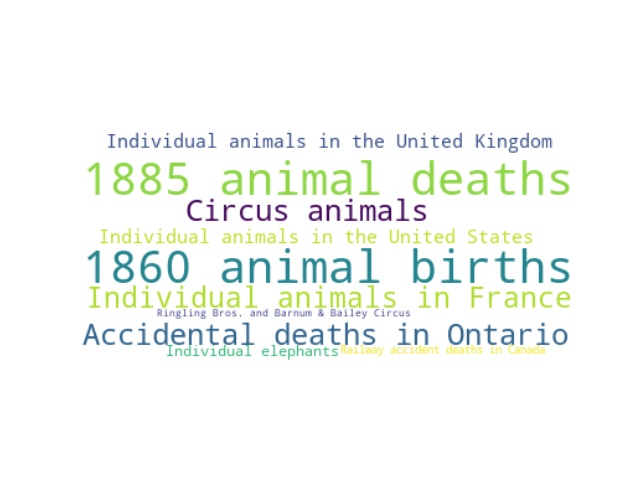 Individual animals in the United Kingdom
1885 animal deaths
Circus animals
Individual animals in the United States
1860 animal births
Individual animals in France
Ringling Bros. and Barnum & Bailey Circus
Accidental deaths in Ontario
Individual elephants
Railway accident deaths in Canada